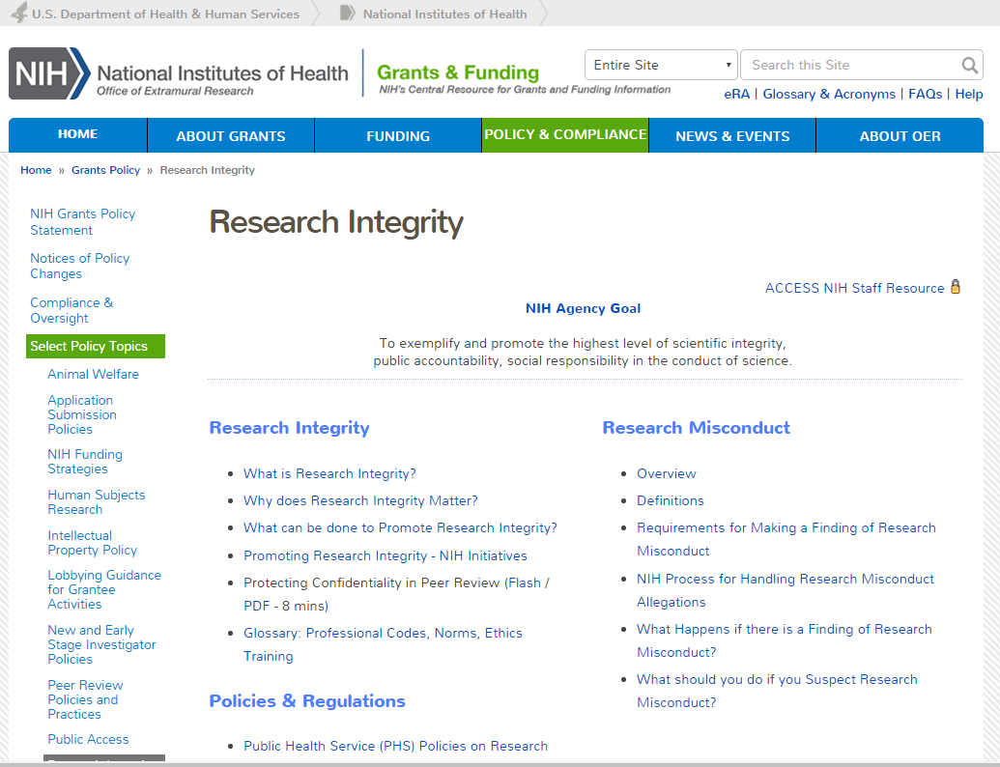 U.S. Department of Health & Human Services
National Institutes of Health
NIH National Institutes of Health
Office of Extramural Research
Grants & Funding
NIH's Central Resource for Grants and Funding Information
Entire Site
Search this Site
eRA | Glossary & Acronyms | FAQs | Help
HOME
ABOUT GRANTS
FUNDING
POLICY & COMPLIANCE
NEWS & EVENTS
ABOUT OER
Home » Grants Policy » Research Integrity
NIH Grants Policy
Statement
Notices of Policy
Changes
Compliance &
Oversight
Select Policy Topics
Animal Welfare
Application
Submission
Policies
NIH Funding
Strategies
Human Subjects
Research
Intellectual
Property Policy
Lobbying Guidance
for Grantee
Activities
New and Early
Stage Investigator
Policies
Peer Review
Policies and
Practices
Public Access
Research Integrity
ACCESS NIH Staff Resource
NIH Agency Goal
To exemplify and promote the highest level of scientific integrity,
public accountability, social responsibility in the conduct of science.
Research Integrity
• What is Research Integrity?
• Why does Research Integrity Matter?
• What can be done to Promote Research Integrity?
• Promoting Research Integrity - NIH Initiatives
• Protecting Confidentiality in Peer Review (Flash /
PDF - 8 mins)
• Glossary: Professional Codes, Norms, Ethics
Training
Policies & Regulations
• Public Health Service (PHS) Policies on Research
Research Misconduct
• Overview
• Definitions
• Requirements for Making a Finding of Research
Misconduct
• NIH Process for Handling Research Misconduct
Allegations
• What Happens if there is a Finding of Research
Misconduct?
• What should you do if you Suspect Research
Misconduct?